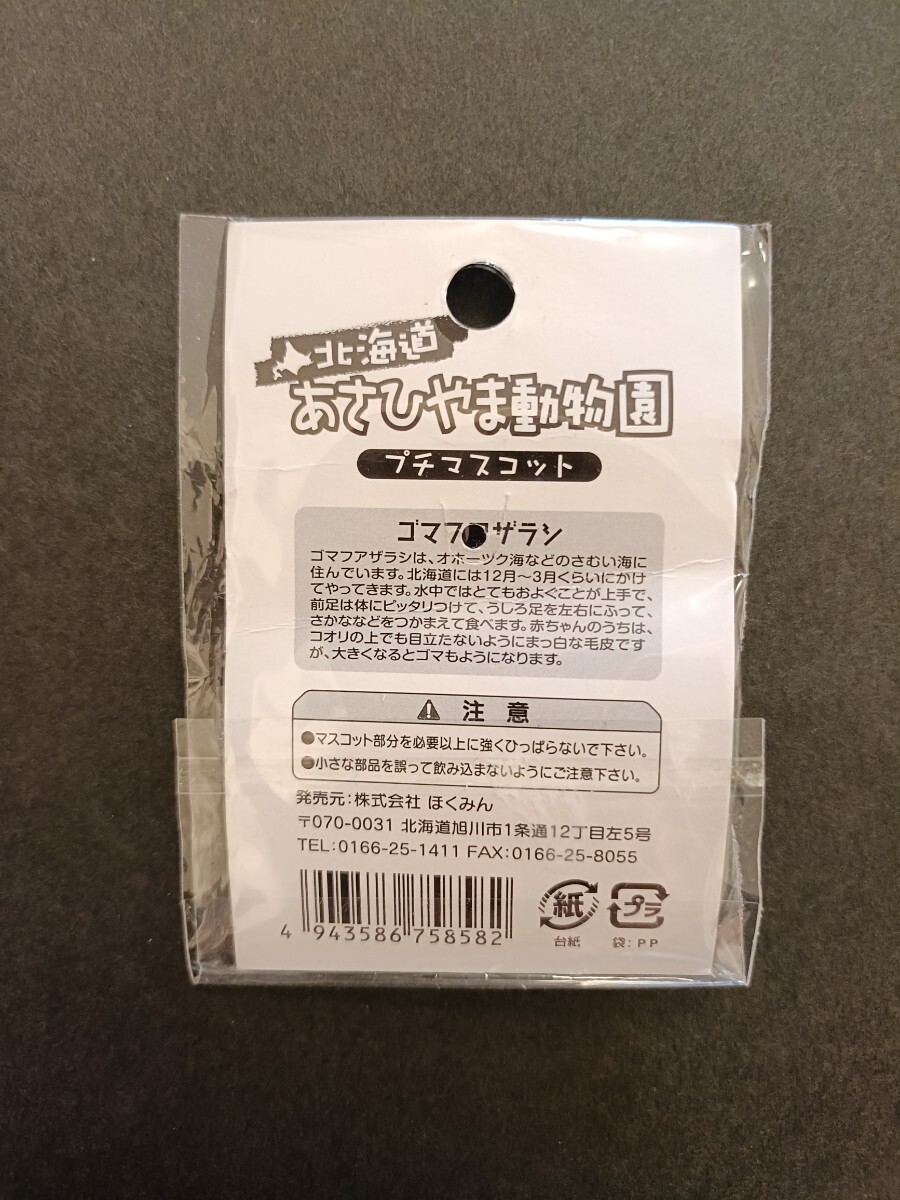 北海道
あさひやま動物園
プチマスコット
ゴマフアザラシ
ゴマフアザラシは、オホーツク海などのさむい海に
住んでいます。北海道には12月〜3月くらいにかけ
てやってきます。水中ではとてもおよぐことが上手で、
前足は体にピッタリつけて、うしろ足を左右にふって、
さかななどをつかまえて食べます。赤ちゃんのうちは、
コオリの上でも目立たないようにまっ白な毛皮です
が、大きくなるとゴマもようになります。
注意
●マスコット部分を必要以上に強くひっぱらないで下さい。
●小さな部品を誤って飲み込まないようにご注意下さい。
発売元:株式会社 ほくみん
〒070-0031 北海道旭川市1条通12丁目左5号
TEL:0166-25-1411 FAX:0166-25-8055
4 943586 758582
紙 プラ
台紙 袋:PP